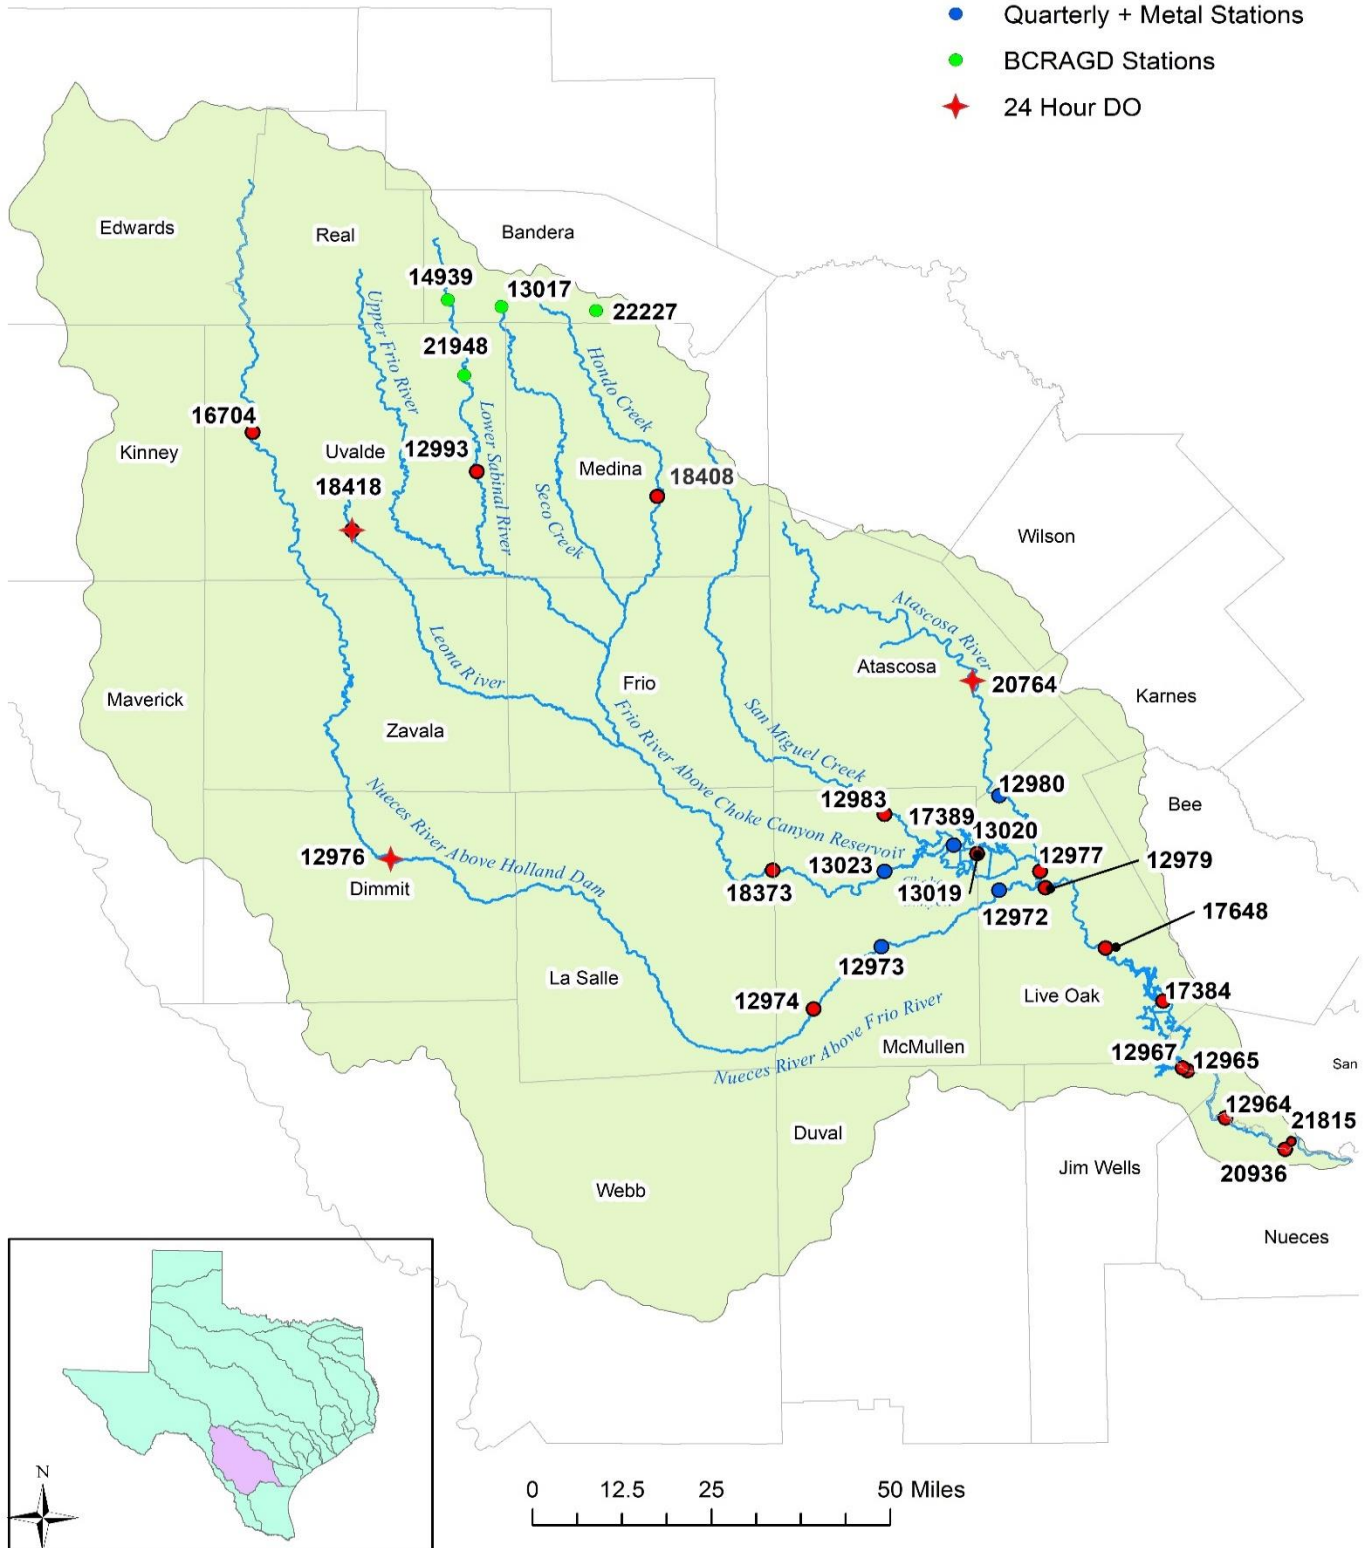 Quarterly + Metal Stations
BCRAGD Stations
24 Hour DO
Edwards
Real
Bandera
14939
13017
22227
Upper Frio River
21948
Hondo Creek
16704
Lower Sabinal River
Kinney
Uvalde
12993
Medina
18408
18418
Seco Creek
Wilson
Atascosa River
Leona River
Atascosa
20764
Maverick
Frio
Karnes
Zavala
San Miguel Creek
Frio River Above Choke Canyon Reservoir
Nueces River Above Holland Dam
12980
12983
Bee
17389
13020
12977
12979
12976
13023
Dimmit
18373
13019
12972
17648
12973
La Salle
12974
Live Oak
17384
Nueces River Above Frio River
McMullen
12967
12965
San
12964
21815
Duval
Jim Wells
20936
Webb
Nueces
N
0 12.5 25 50 Miles